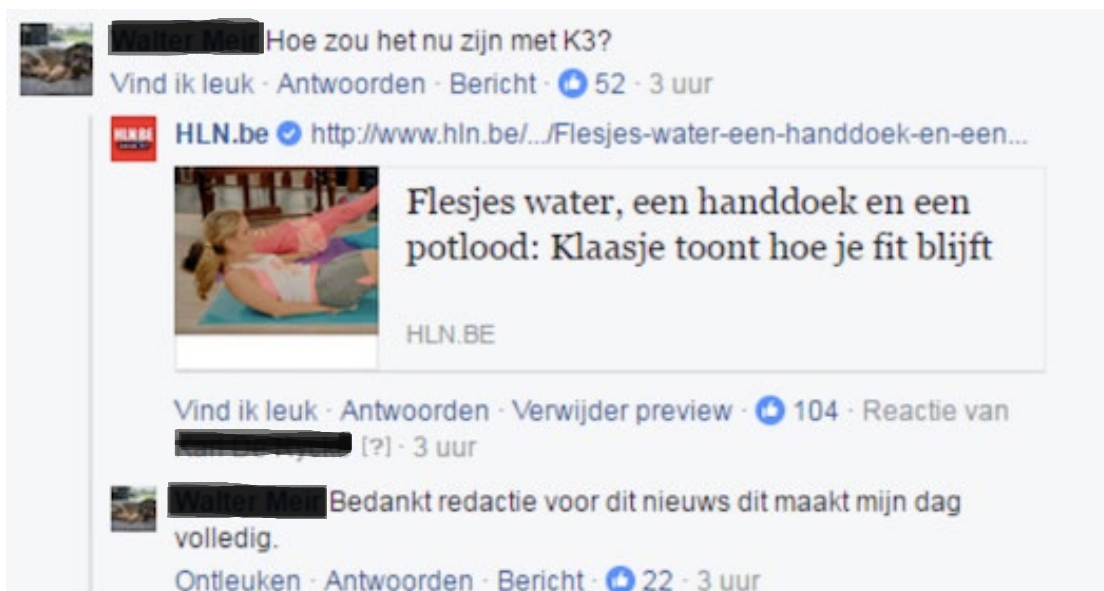 Hoe zou het nu zijn met K3?
Vind ik leuk · Antwoorden · Bericht · 52 · 3 uur
HLN.BE
HLN.be http://www.hln.be/.../Flesjes-water-een-handdoek-en-een...
Flesjes water, een handdoek en een
potlood: Klaasje toont hoe je fit blijft
HLN.BE
Vind ik leuk · Antwoorden · Verwijder preview · 104 · Reactie van
[?] · 3 uur
Bedankt redactie voor dit nieuws dit maakt mijn dag
volledig.
Ontleuken · Antwoorden · Bericht · 22 · 3 uur